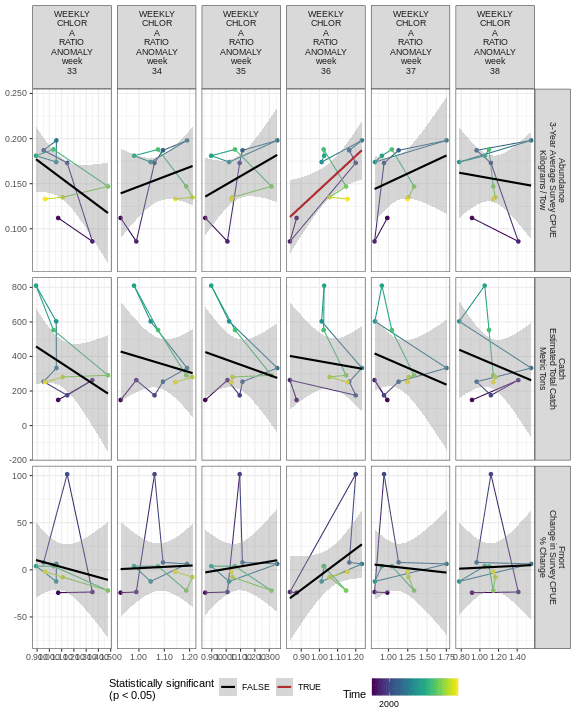 WEEKLY
CHLOR
A
RATIO
ANOMALY
week
33
WEEKLY
CHLOR
A
RATIO
ANOMALY
week
34
WEEKLY
CHLOR
A
RATIO
ANOMALY
week
35
WEEKLY
CHLOR
A
RATIO
ANOMALY
week
36
WEEKLY
CHLOR
A
RATIO
ANOMALY
week
37
WEEKLY
CHLOR
A
RATIO
ANOMALY
week
38
0.250
0.200
0.150
0.100
Abundance
3-Year Average Survey CPUE
Kilograms / Tow
800
600
400
200
0
-200
Catch
Estimated Total Catch
Metric Tons
100
50
0
-50
Fmort
Change in Survey CPUE
% Change
1.00 1.10 1.20
0.90 1.00 1.10 1.20
1.00 1.25 1.50 1.75
0.80 1.00 1.20 1.40
Statistically significant
(p < 0.05)
FALSE
TRUE
Time
2000